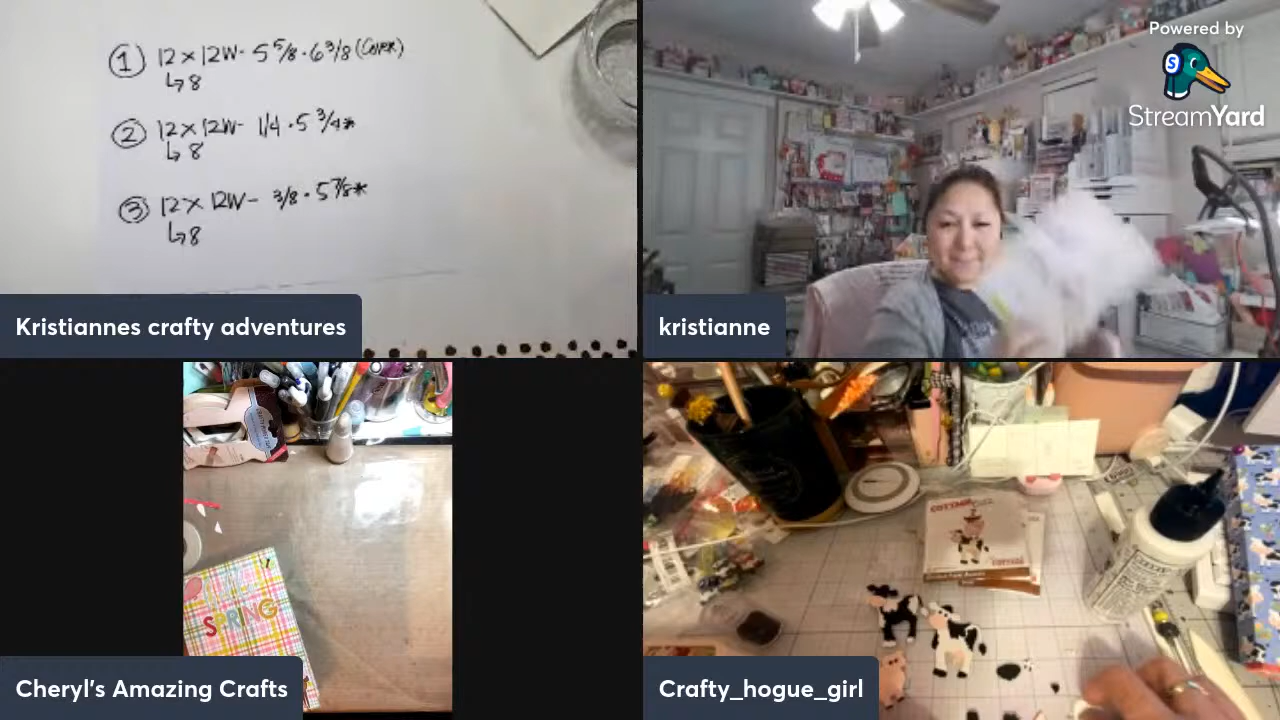 ① 12 x 12W - 5 5/8 · 6 3/8 (Cover)
↳ 8
② 12 x 12W - 1/4 · 5 3/4*
↳ 8
③ 12 x 12W - 3/8 · 5 7/8*
↳ 8
Kristiannes crafty adventures
Powered by
StreamYard
kristianne
SPRING
Cheryl's Amazing Crafts
Crafty_hogue_girl